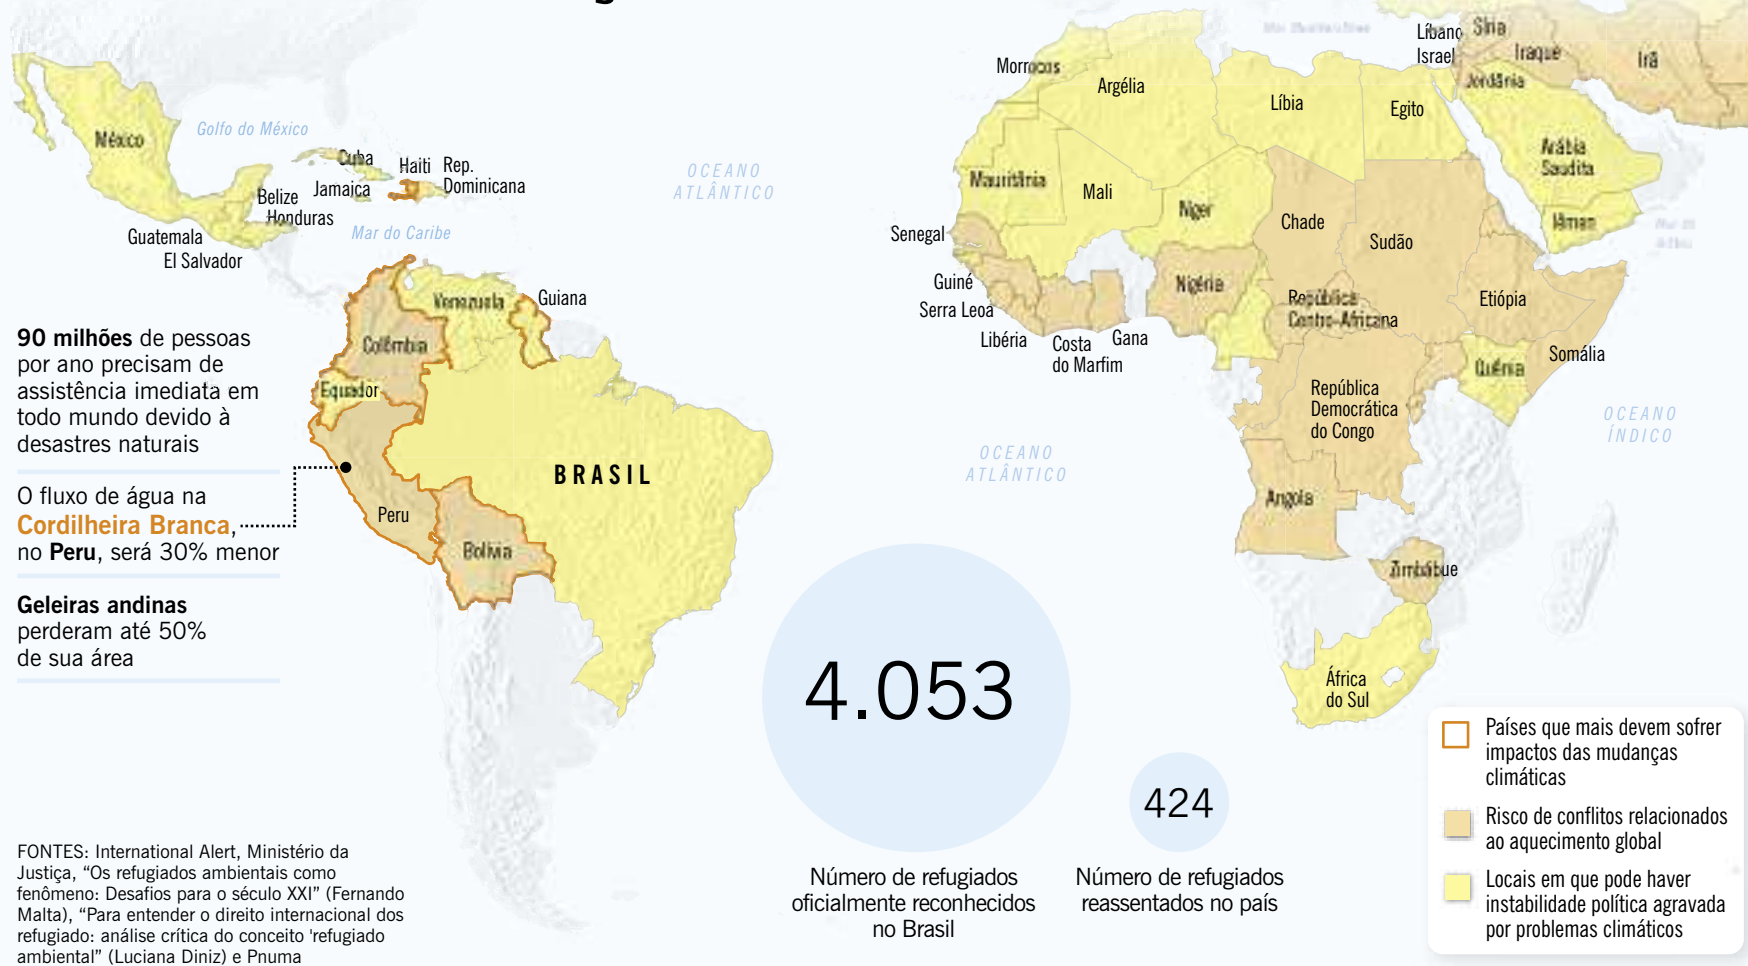 México
Golfo do México
Cuba
Haiti
Rep.
Dominicana
Jamaica
Belize
Honduras
Guatemala
El Salvador
Mar do Caribe
OCEANO
ATLÂNTICO
Venezuela
Guiana
Colômbia
Equador
Peru
Bolívia
BRASIL
90 milhões de pessoas
por ano precisam de
assistência imediata em
todo mundo devido à
desastres naturais
O fluxo de água na
Cordilheira Branca,
no Peru, será 30% menor
Geleiras andinas
perderam até 50%
de sua área
FONTES: International Alert, Ministério da
Justiça, “Os refugiados ambientais como
fenômeno: Desafios para o século XXI” (Fernando
Malta), “Para entender o direito internacional dos
refugiado: análise crítica do conceito 'refugiado
ambiental” (Luciana Diniz) e Pnuma
Líbano
Israel
Síria
Iraque
Irã
Jordânia
Morrocos
Argélia
Líbia
Egito
Arábia
Saudita
Iêmen
Mauritânia
Mali
Niger
Chade
Sudão
Senegal
Guiné
Serra Leoa
Libéria
Costa
do Marfim
Gana
Nigéria
República
Centro-Africana
Etiópia
Somália
Quênia
República
Democrática
do Congo
OCEANO
ÍNDICO
OCEANO
ATLÂNTICO
Angola
Zimbábue
África
do Sul
4.053
Número de refugiados
oficialmente reconhecidos
no Brasil
424
Número de refugiados
reassentados no país
Países que mais devem sofrer
impactos das mudanças
climáticas
Risco de conflitos relacionados
ao aquecimento global
Locais em que pode haver
instabilidade política agravada
por problemas climáticos